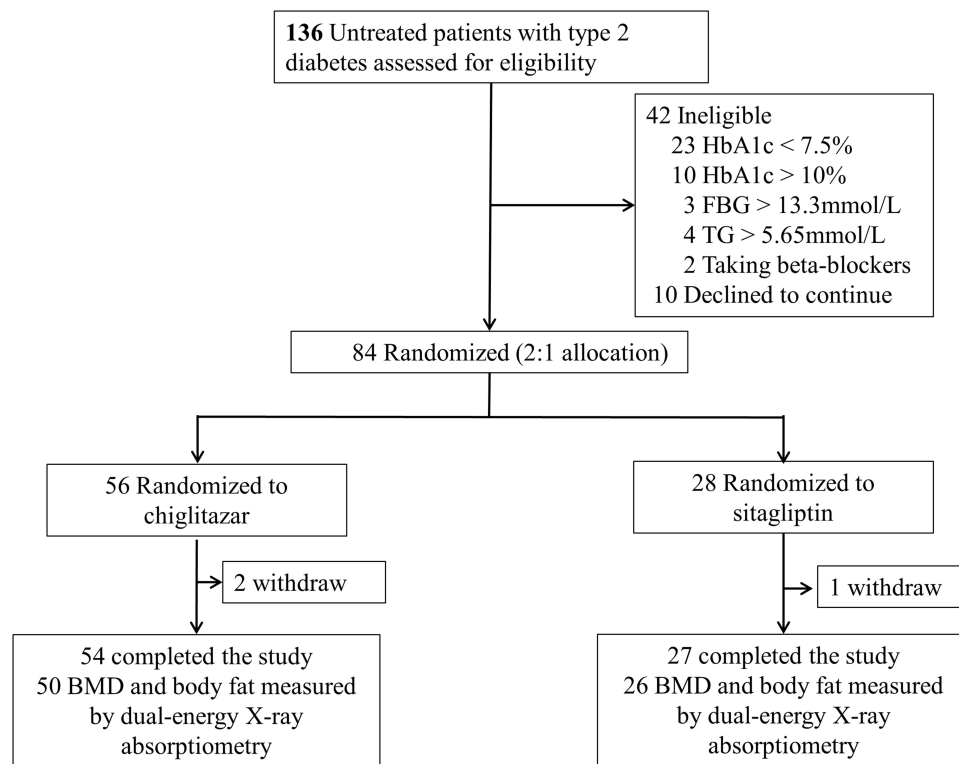 136 Untreated patients with type 2
diabetes assessed for eligibility
42 Ineligible
23 HbA1c < 7.5%
10 HbA1c > 10%
3 FBG > 13.3mmol/L
4 TG > 5.65mmol/L
2 Taking beta-blockers
10 Declined to continue
84 Randomized (2:1 allocation)
56 Randomized to
chiglitazar
28 Randomized to
sitagliptin
2 withdraw
1 withdraw
54 completed the study
50 BMD and body fat measured
by dual-energy X-ray
absorptiometry
27 completed the study
26 BMD and body fat measured
by dual-energy X-ray
absorptiometry